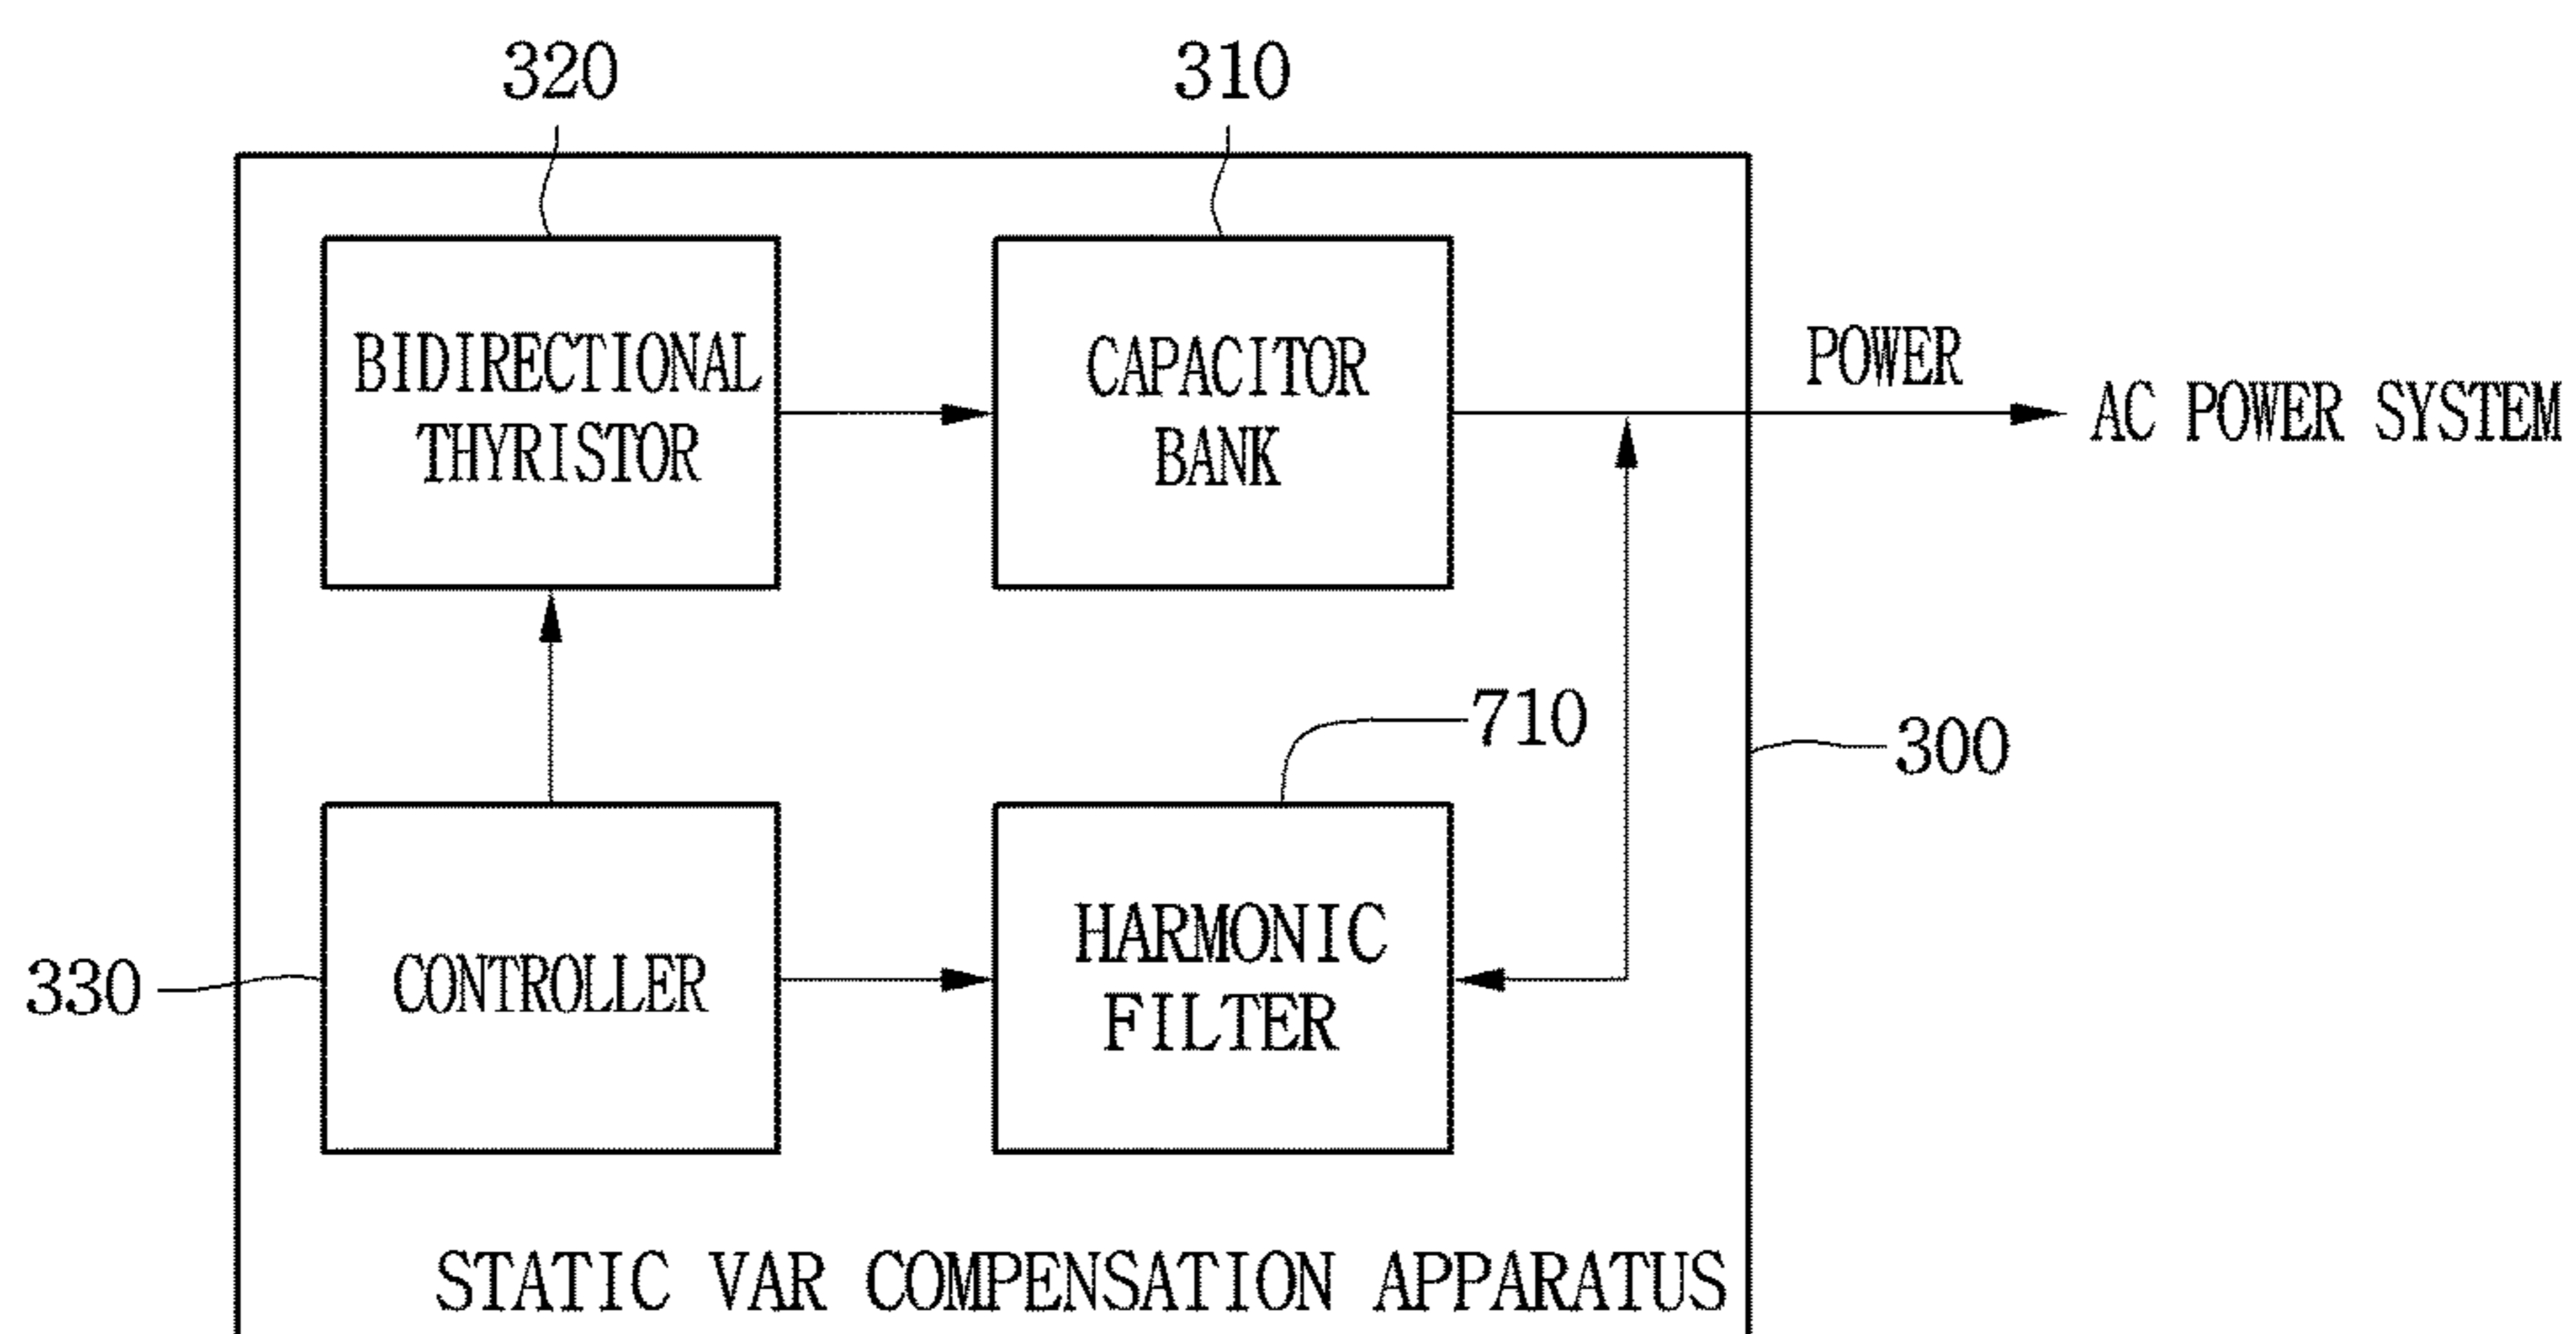 320
310
BIDIRECTIONAL
THYRISTOR
CAPACITOR
BANK
POWER
AC POWER SYSTEM
710
300
330
CONTROLLER
HARMONIC
FILTER
STATIC VAR COMPENSATION APPARATUS